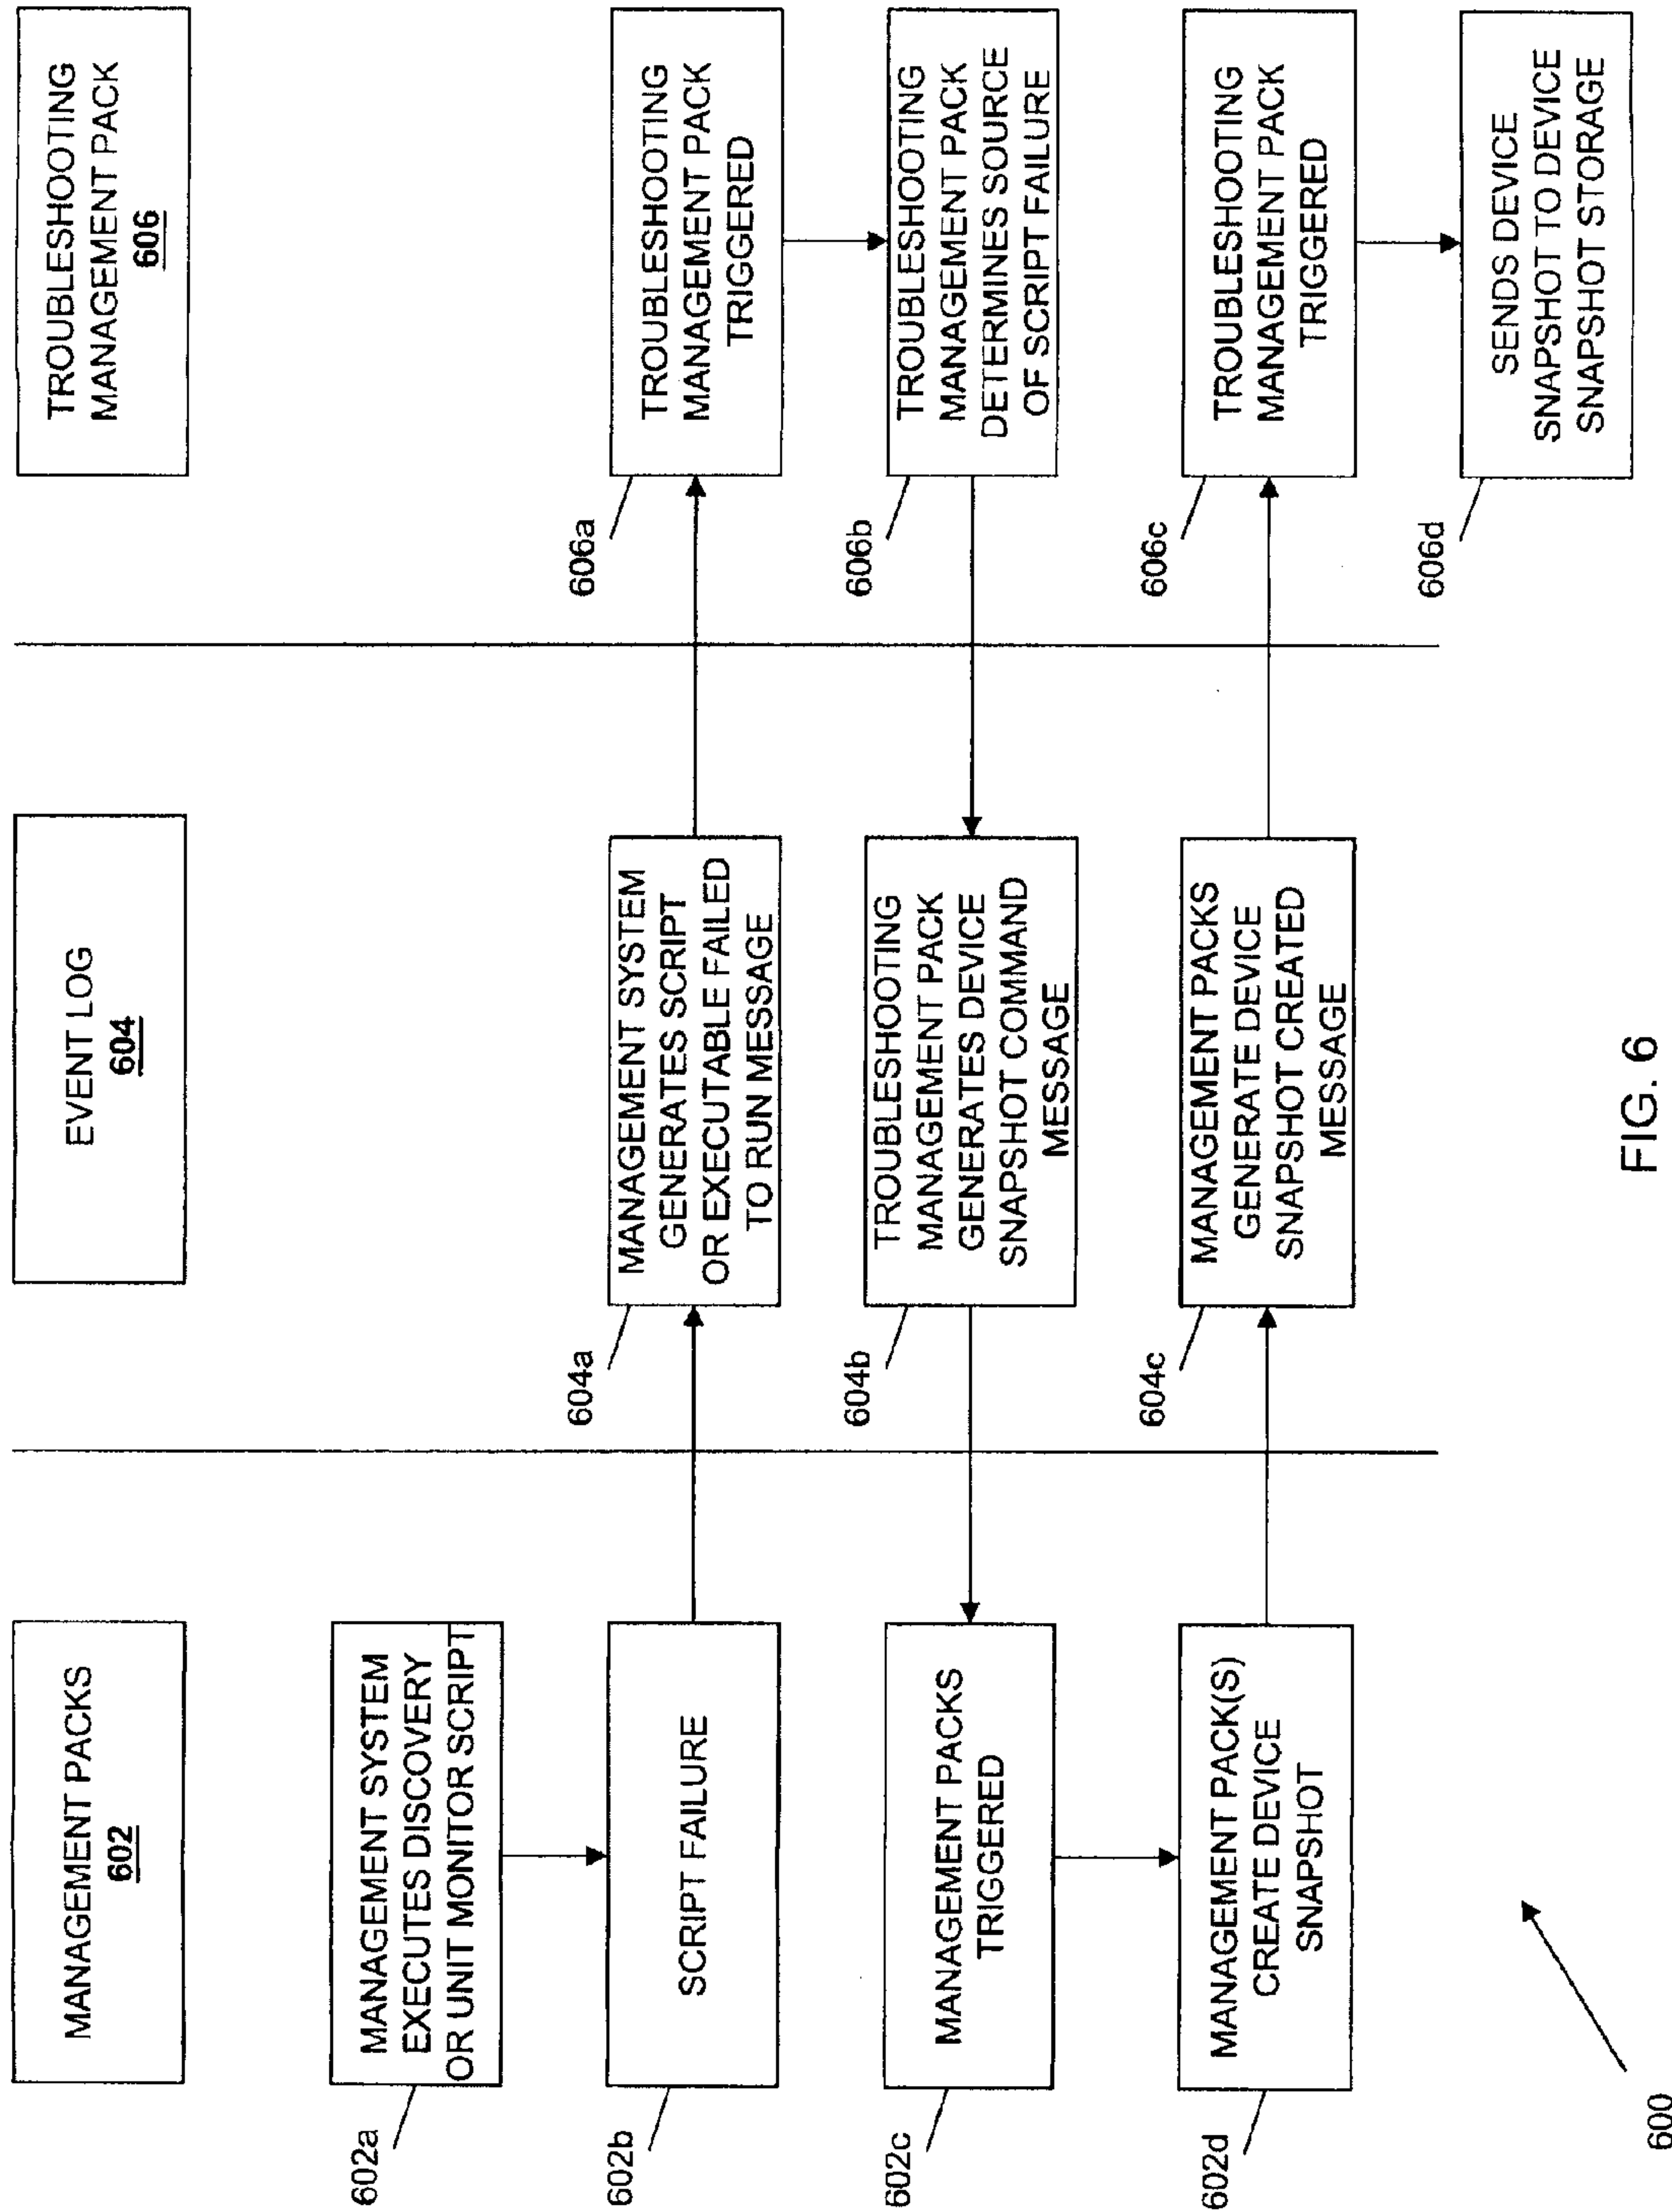 MANAGEMENT PACKS
602
EVENT LOG
604
TROUBLESHOOTING
MANAGEMENT PACK
606
602a
MANAGEMENT SYSTEM
EXECUTES DISCOVERY
OR UNIT MONITOR SCRIPT
602b
SCRIPT FAILURE
604a
MANAGEMENT SYSTEM
GENERATES SCRIPT
OR EXECUTABLE FAILED
TO RUN MESSAGE
606a
TROUBLESHOOTING
MANAGEMENT PACK
TRIGGERED
602c
MANAGEMENT PACKS
TRIGGERED
604b
TROUBLESHOOTING
MANAGEMENT PACK
GENERATES DEVICE
SNAPSHOT COMMAND
MESSAGE
606b
TROUBLESHOOTING
MANAGEMENT PACK
DETERMINES SOURCE
OF SCRIPT FAILURE
602d
MANAGEMENT PACK(S)
CREATE DEVICE
SNAPSHOT
604c
MANAGEMENT PACKS
GENERATE DEVICE
SNAPSHOT CREATED
MESSAGE
606c
TROUBLESHOOTING
MANAGEMENT PACK
TRIGGERED
606d
SENDS DEVICE
SNAPSHOT TO DEVICE
SNAPSHOT STORAGE
600
FIG. 6